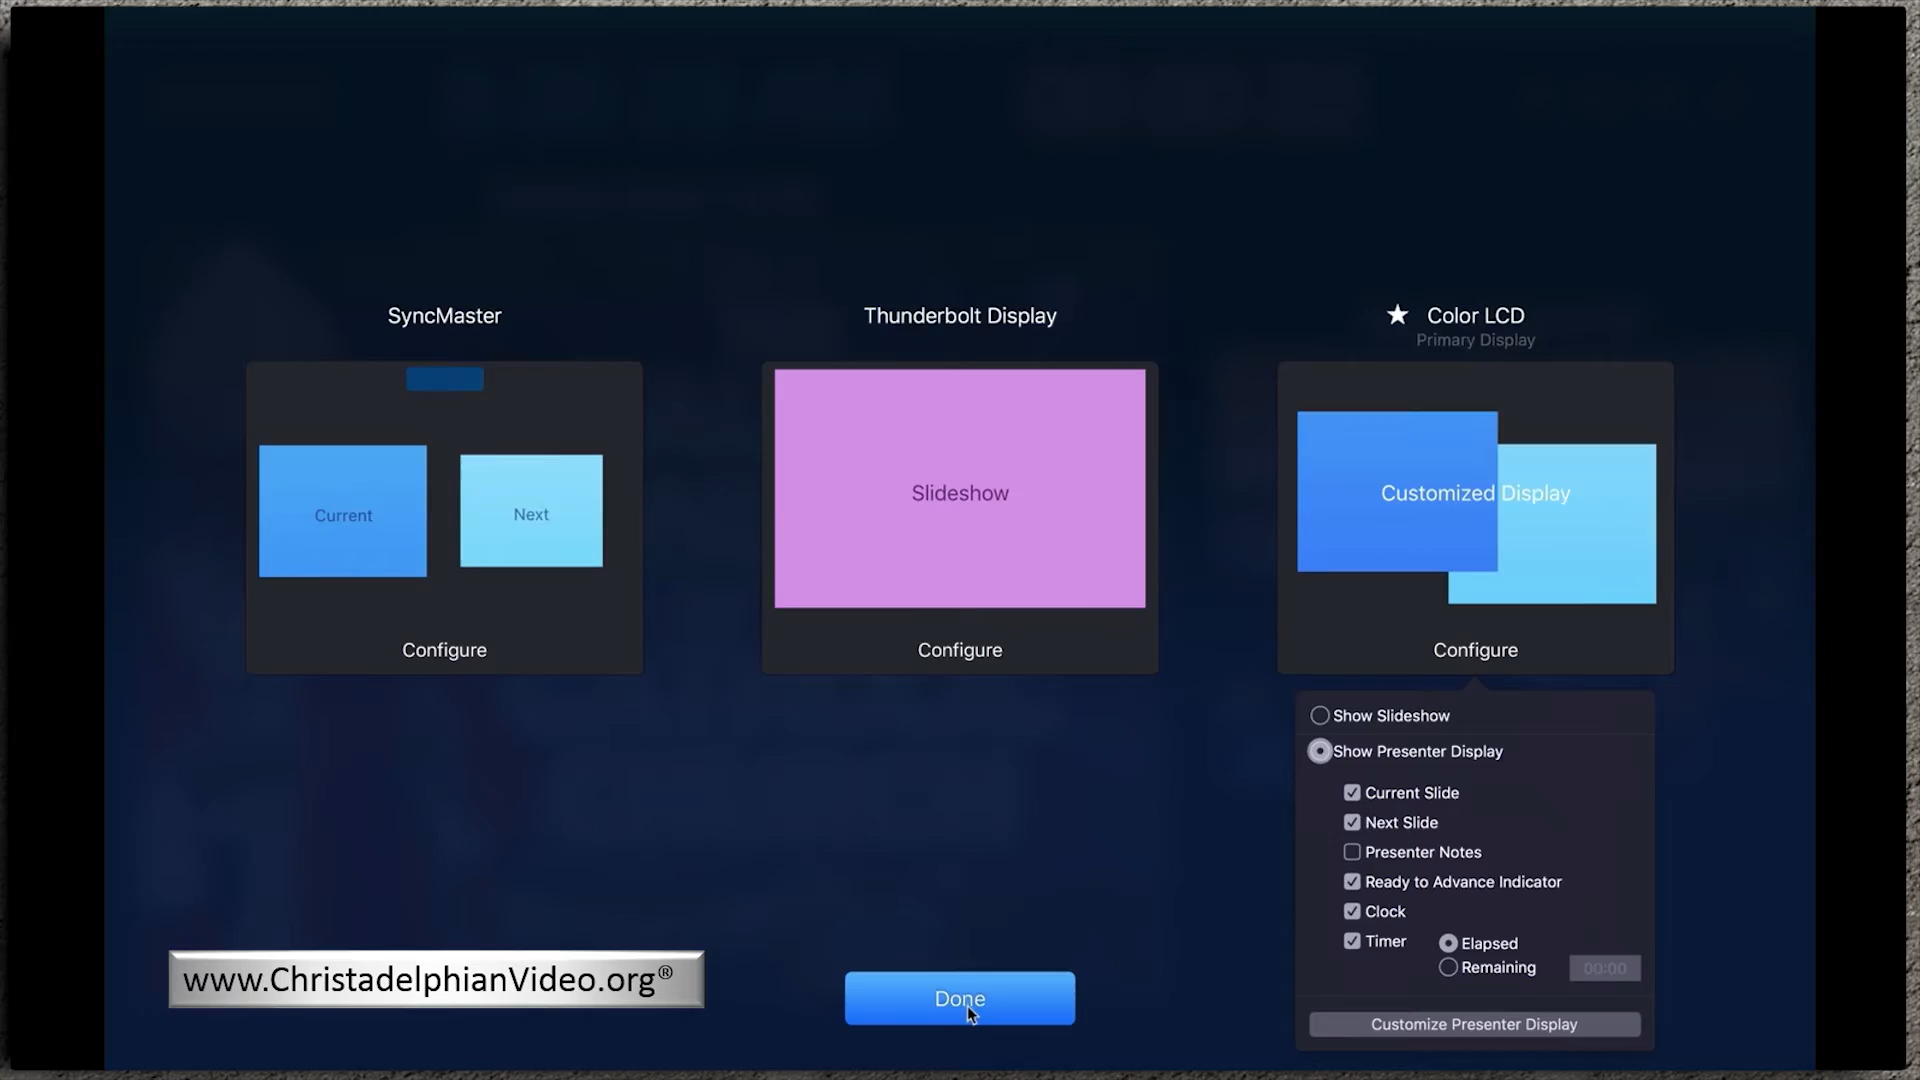 SyncMaster
Thunderbolt Display
★ Color LCD
Primary Display
Current
Next
Slideshow
Customized Display
Configure
Configure
Configure
Show Slideshow
Show Presenter Display
Current Slide
Next Slide
Presenter Notes
Ready to Advance Indicator
Clock
Timer
Elapsed
Remaining
00:00
Customize Presenter Display
www.ChristadelphianVideo.org®
Done